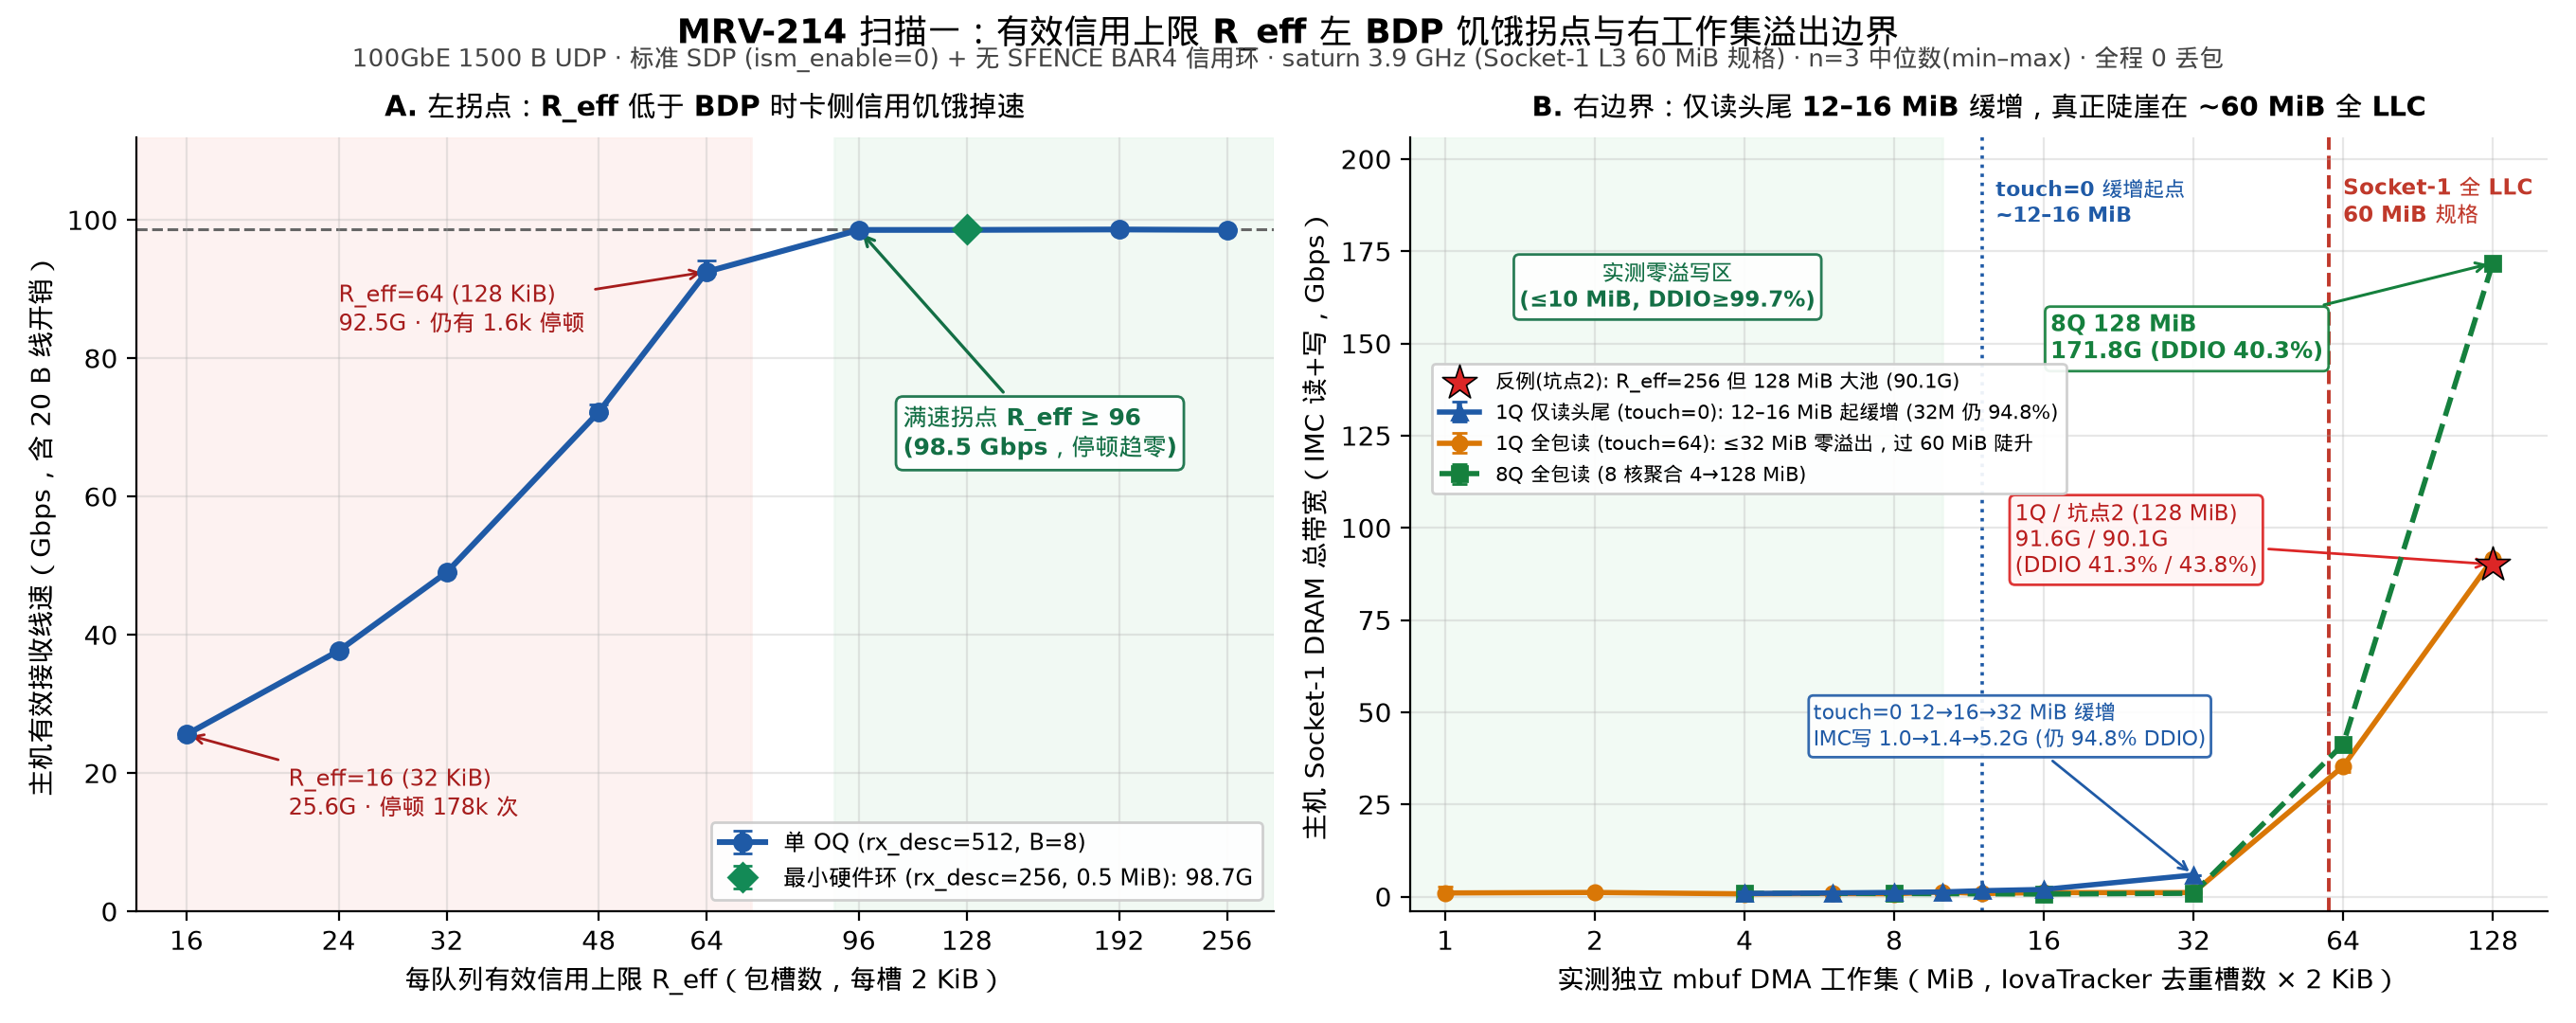 MRV-214 扫描一：有效信用上限 R_eff 左 BDP 饥饿拐点与右工作集溢出边界
100GbE 1500 B UDP · 标准 SDP (ism_enable=0) + 无 SFENCE BAR4 信用环 · saturn 3.9 GHz (Socket-1 L3 60 MiB 规格) · n=3 中位数(min–max) · 全程 0 丢包
A. 左拐点：R_eff 低于 BDP 时卡侧信用饥饿掉速
主机有效接收线速（Gbps，含 20 B 线开销）
100
80
60
40
20
0
R_eff=64 (128 KiB)
92.5G · 仍有 1.6k 停顿
满速拐点 R_eff ≥ 96
(98.5 Gbps，停顿趋零)
R_eff=16 (32 KiB)
25.6G · 停顿 178k 次
单 OQ (rx_desc=512, B=8)
最小硬件环 (rx_desc=256, 0.5 MiB): 98.7G
16 24 32 48 64 96 128 192 256
每队列有效信用上限 R_eff（包槽数，每槽 2 KiB）
B. 右边界：仅读头尾 12–16 MiB 缓增，真正陡崖在 ~60 MiB 全 LLC
主机 Socket-1 DRAM 总带宽（IMC 读+写，Gbps）
200
175
150
125
100
75
50
25
0
touch=0 缓增起点
~12–16 MiB
Socket-1 全 LLC
60 MiB 规格
实测零溢写区
(≤10 MiB, DDIO≥99.7%)
8Q 128 MiB
171.8G (DDIO 40.3%)
反例(坑点2): R_eff=256 但 128 MiB 大池 (90.1G)
1Q 仅读头尾 (touch=0): 12–16 MiB 起缓增 (32M 仍 94.8%)
1Q 全包读 (touch=64): ≤32 MiB 零溢出，过 60 MiB 陡升
8Q 全包读 (8 核聚合 4→128 MiB)
1Q / 坑点2 (128 MiB)
91.6G / 90.1G
(DDIO 41.3% / 43.8%)
touch=0 12→16→32 MiB 缓增
IMC写 1.0→1.4→5.2G (仍 94.8% DDIO)
1 2 4 8 16 32 64 128
实测独立 mbuf DMA 工作集（MiB，IovaTracker 去重槽数 × 2 KiB）